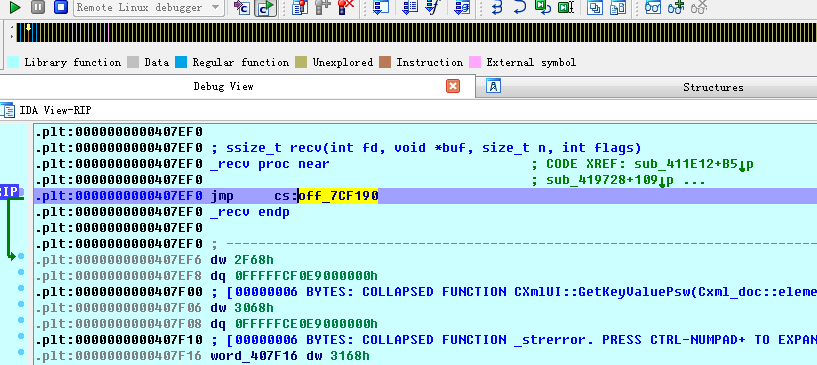 Remote Linux debugger
Library function Data Regular function Unexplored Instruction External symbol
Debug View Structures
IDA View-RIP
.plt:0000000000407EF0
.plt:0000000000407EF0 ; ssize_t recv(int fd, void *buf, size_t n, int flags)
.plt:0000000000407EF0 _recv proc near ; CODE XREF: sub_411E12+B5↓p
.plt:0000000000407EF0 ; sub_419728+109↓p ...
RIP .plt:0000000000407EF0 jmp cs:off_7CF190
.plt:0000000000407EF0 _recv endp
.plt:0000000000407EF0
.plt:0000000000407EF0 ; ---------------------------------------------------------------------------
.plt:0000000000407EF6 dw 2F68h
.plt:0000000000407EF8 dq 0FFFFFCF0E9000000h
.plt:0000000000407F00 ; [00000006 BYTES: COLLAPSED FUNCTION CXmlUI::GetKeyValuePsw(Cxml_doc::eleme
.plt:0000000000407F06 dw 3068h
.plt:0000000000407F08 dq 0FFFFFCE0E9000000h
.plt:0000000000407F10 ; [00000006 BYTES: COLLAPSED FUNCTION _strerror. PRESS CTRL-NUMPAD+ TO EXPAN
.plt:0000000000407F16 word_407F16 dw 3168h